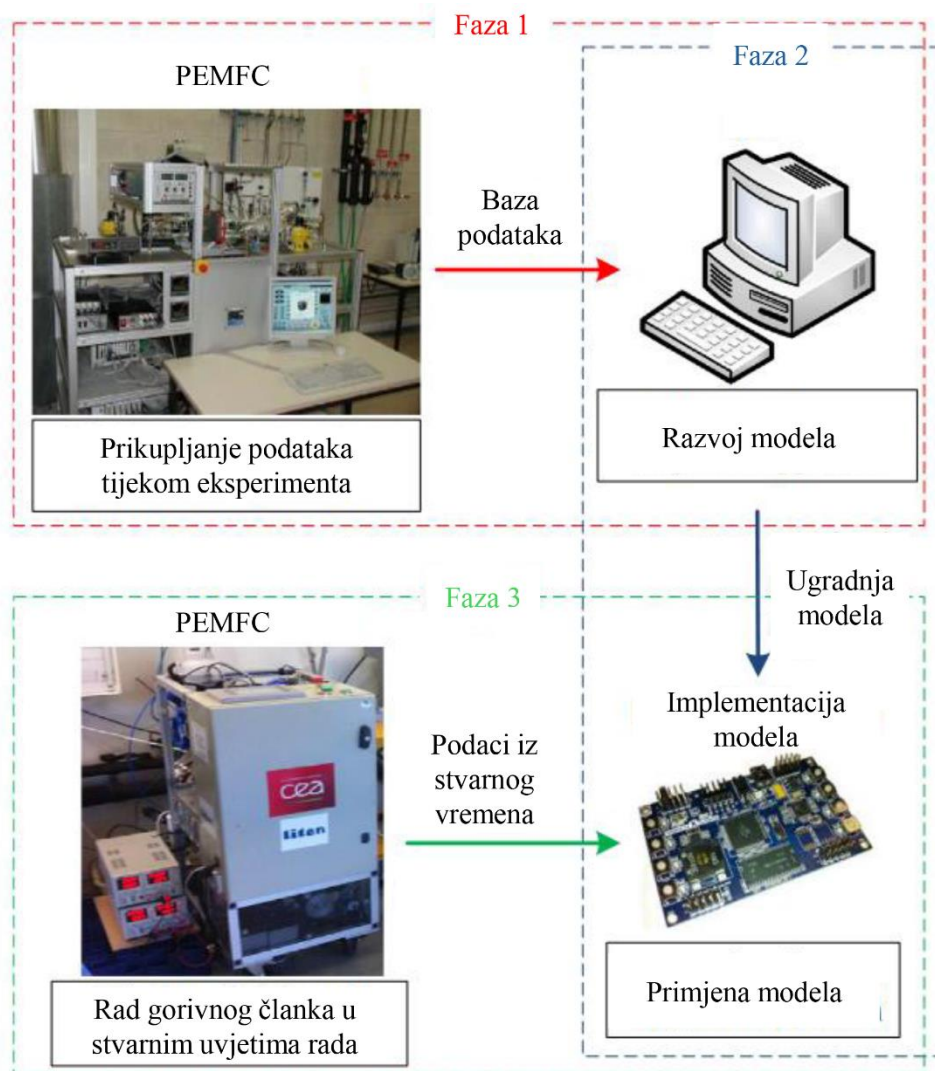 Faza 1
Faza 2
PEMFC
Baza
podataka
Prikupljanje podataka
tijekom eksperimenta
Razvoj modela
Ugradnja
modela
Faza 3
PEMFC
Implementacija
modela
Podaci iz
stvarnog
vremena
cea
liten
Rad gorivnog članka u
stvarnim uvjetima rada
Primjena modela